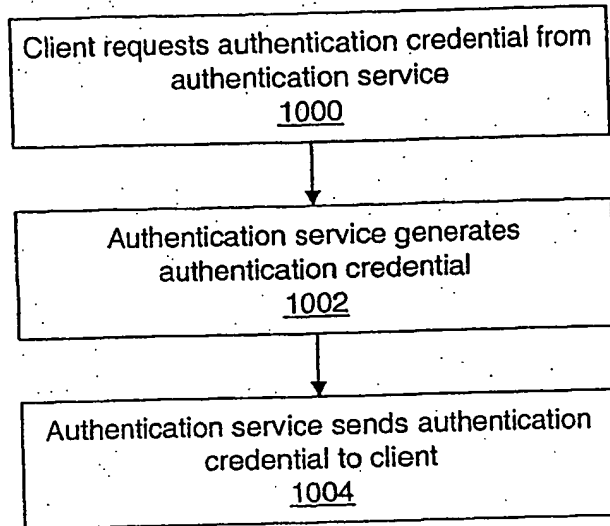 Client requests authentication credential from
authentication service
1000
Authentication service generates
authentication credential
1002
Authentication service sends authentication
credential to client
1004